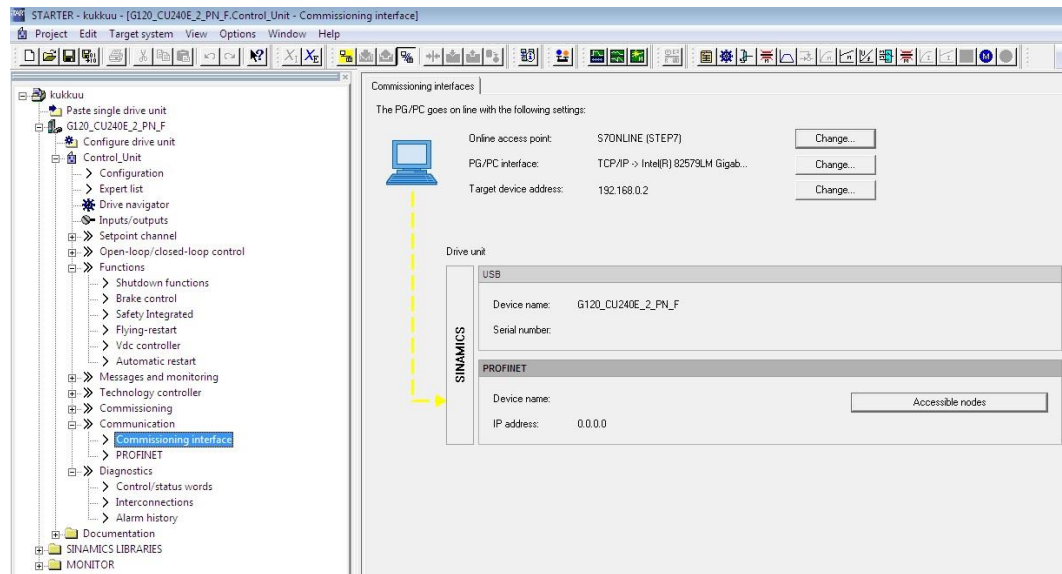 STARTER - kukkuu - [G120_CU240E_2_PN_F.Control_Unit - Commissioning interface]
Project Edit Target system View Options Window Help
kukkuu
Paste single drive unit
G120_CU240E_2_PN_F
Configure drive unit
Control_Unit
Configuration
Expert list
Drive navigator
Inputs/outputs
Setpoint channel
Open-loop/closed-loop control
Functions
Shutdown functions
Brake control
Safety Integrated
Flying-restart
Vdc controller
Automatic restart
Messages and monitoring
Technology controller
Commissioning
Communication
Commissioning interface
PROFINET
Diagnostics
Control/status words
Interconnections
Alarm history
Documentation
SINAMICS LIBRARIES
MONITOR
Commissioning interfaces
The PG/PC goes on line with the following settings:
Online access point: S7ONLINE (STEP7) Change...
PG/PC interface: TCP/IP -> Intel(R) 82579LM Gigab... Change...
Target device address: 192.168.0.2 Change...
Drive unit
SINAMICS
USB
Device name: G120_CU240E_2_PN_F
Serial number:
PROFINET
Device name: Accessible nodes
IP address: 0.0.0.0